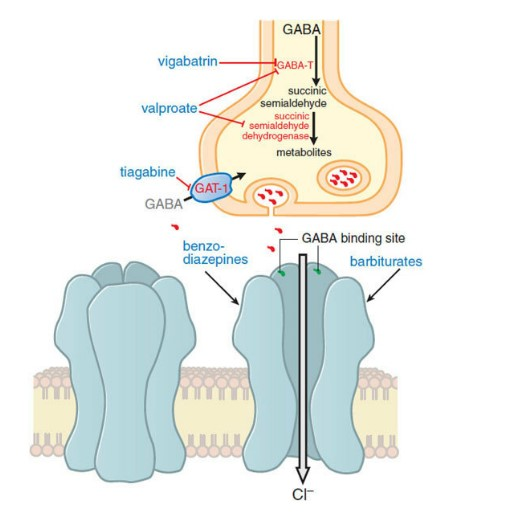 GABA
vigabatrin
GABA-T
succinic
semialdehyde
valproate
succinic
semialdehyde
dehydrogenase
metabolites
tiagabine
GAT-1
GABA
GABA binding site
benzo-
diazepines
barbiturates
Cl⁻